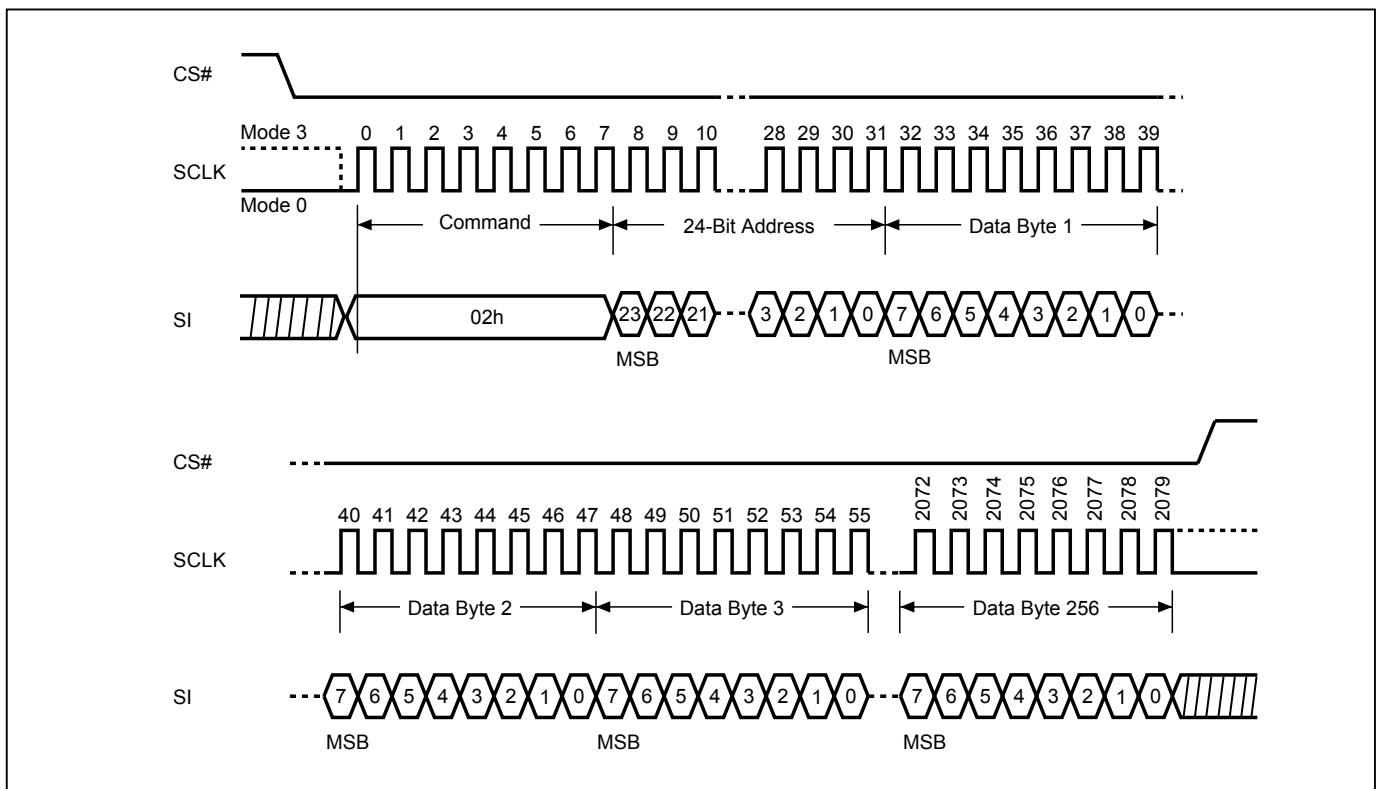 CS#
Mode 3
0 1 2 3 4 5 6 7 8 9 10 28 29 30 31 32 33 34 35 36 37 38 39
SCLK
Mode 0
Command 24-Bit Address Data Byte 1
SI 02h 23 22 21 3 2 1 0 7 6 5 4 3 2 1 0
MSB MSB
CS#
2072 2073 2074 2075 2076 2077 2078 2079
40 41 42 43 44 45 46 47 48 49 50 51 52 53 54 55
SCLK
Data Byte 2 Data Byte 3 Data Byte 256
SI 7 6 5 4 3 2 1 0 7 6 5 4 3 2 1 0 7 6 5 4 3 2 1 0
MSB MSB MSB